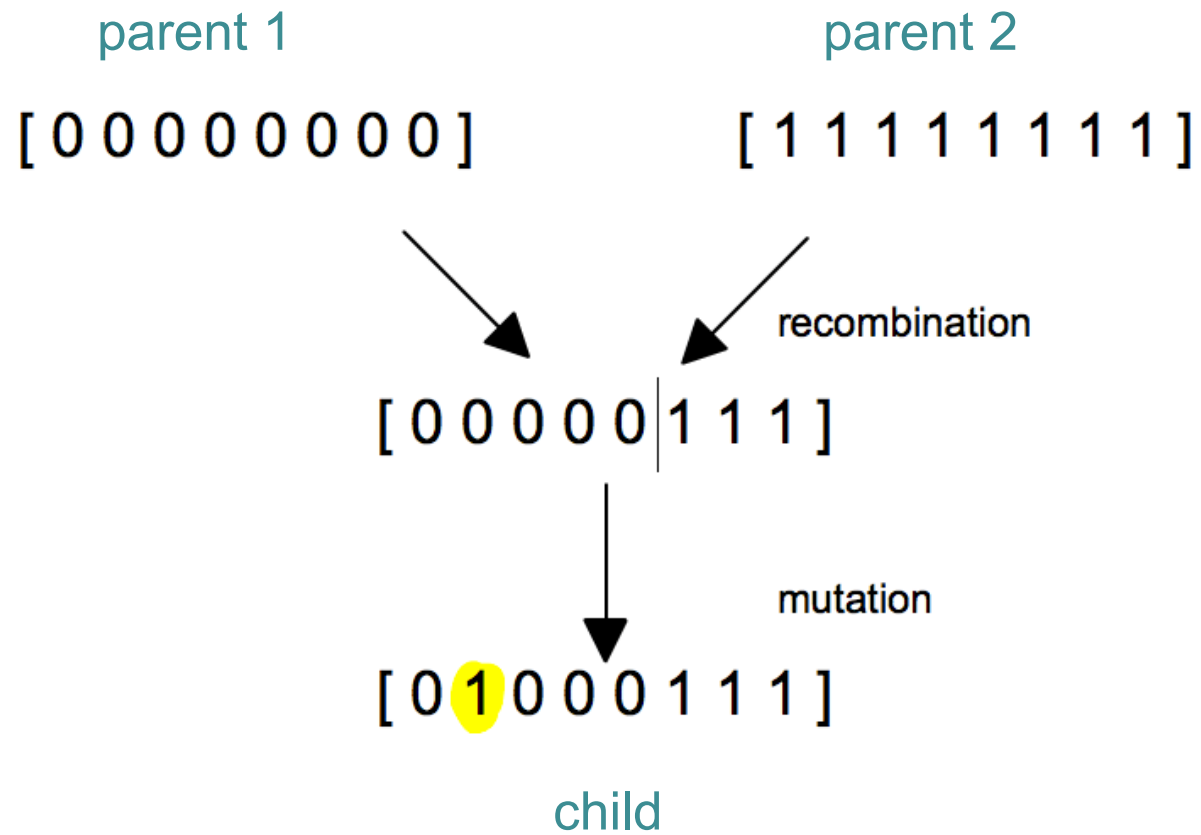 parent 1 parent 2
[ 0 0 0 0 0 0 0 0 ] [ 1 1 1 1 1 1 1 1 ]
recombination
[ 0 0 0 0 0 1 1 1 ]
mutation
[ 0 1 0 0 0 1 1 1 ]
child